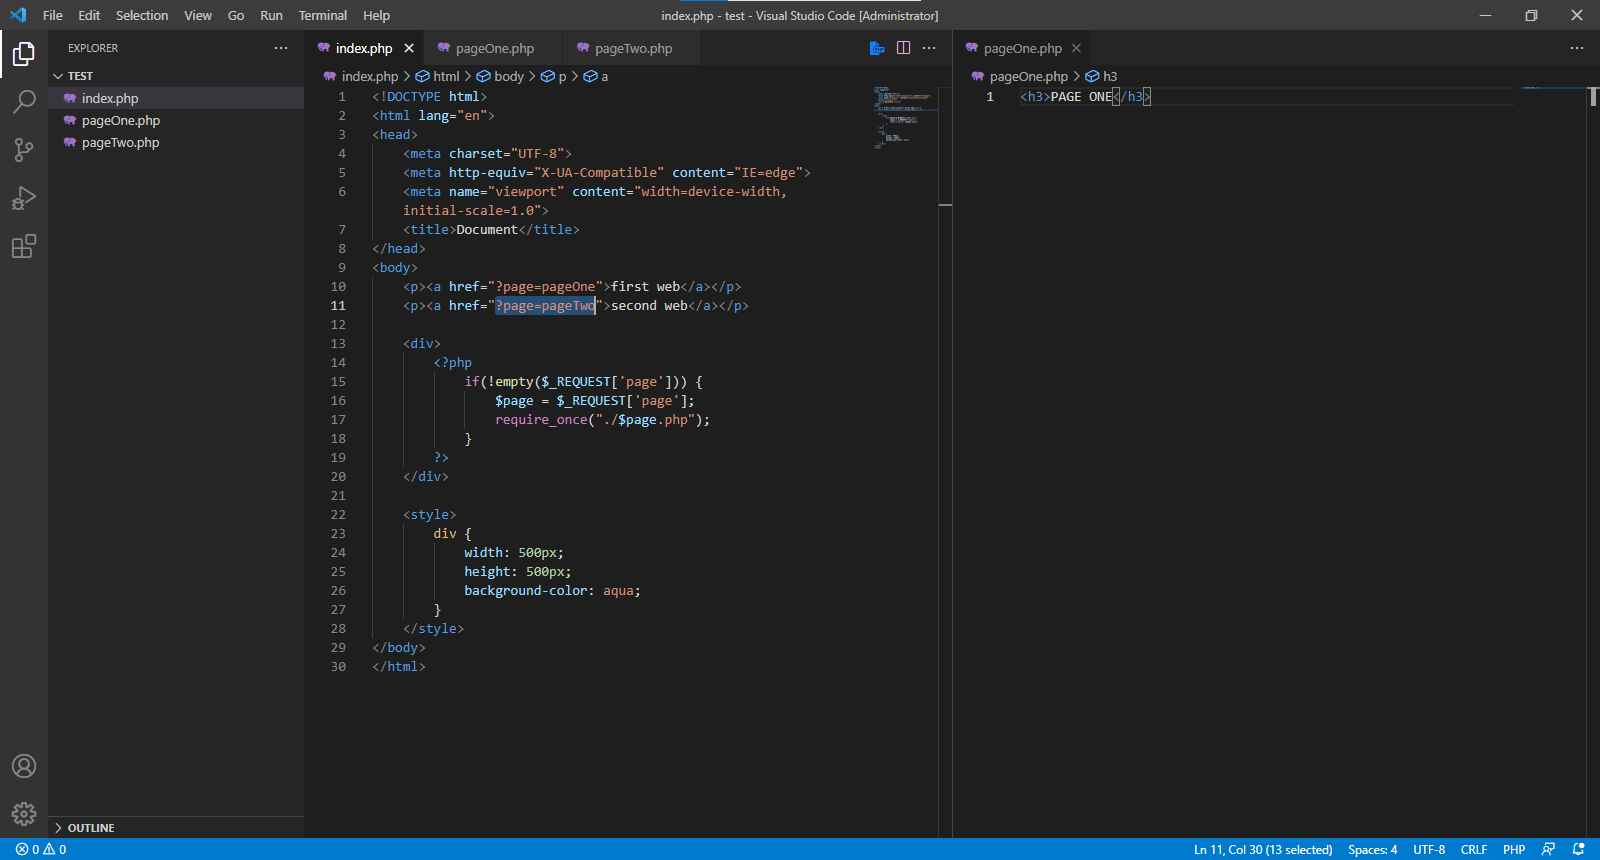 File Edit Selection View Go Run Terminal Help
index.php - test - Visual Studio Code [Administrator]
EXPLORER
TEST
index.php
pageOne.php
pageTwo.php
OUTLINE
index.php pageOne.php pageTwo.php
index.php > html > body > p > a
1 <!DOCTYPE html>
2 <html lang="en">
3 <head>
4 <meta charset="UTF-8">
5 <meta http-equiv="X-UA-Compatible" content="IE=edge">
6 <meta name="viewport" content="width=device-width,
initial-scale=1.0">
7 <title>Document</title>
8 </head>
9 <body>
10 <p><a href="?page=pageOne">first web</a></p>
11 <p><a href="?page=pageTwo">second web</a></p>
12
13 <div>
14 <?php
15 if(!empty($_REQUEST['page'])) {
16 $page = $_REQUEST['page'];
17 require_once("./$page.php");
18 }
19 ?>
20 </div>
21
22 <style>
23 div {
24 width: 500px;
25 height: 500px;
26 background-color: aqua;
27 }
28 </style>
29 </body>
30 </html>
pageOne.php
pageOne.php > h3
1 <h3>PAGE ONE</h3>
0 0
Ln 11, Col 30 (13 selected) Spaces: 4 UTF-8 CRLF PHP